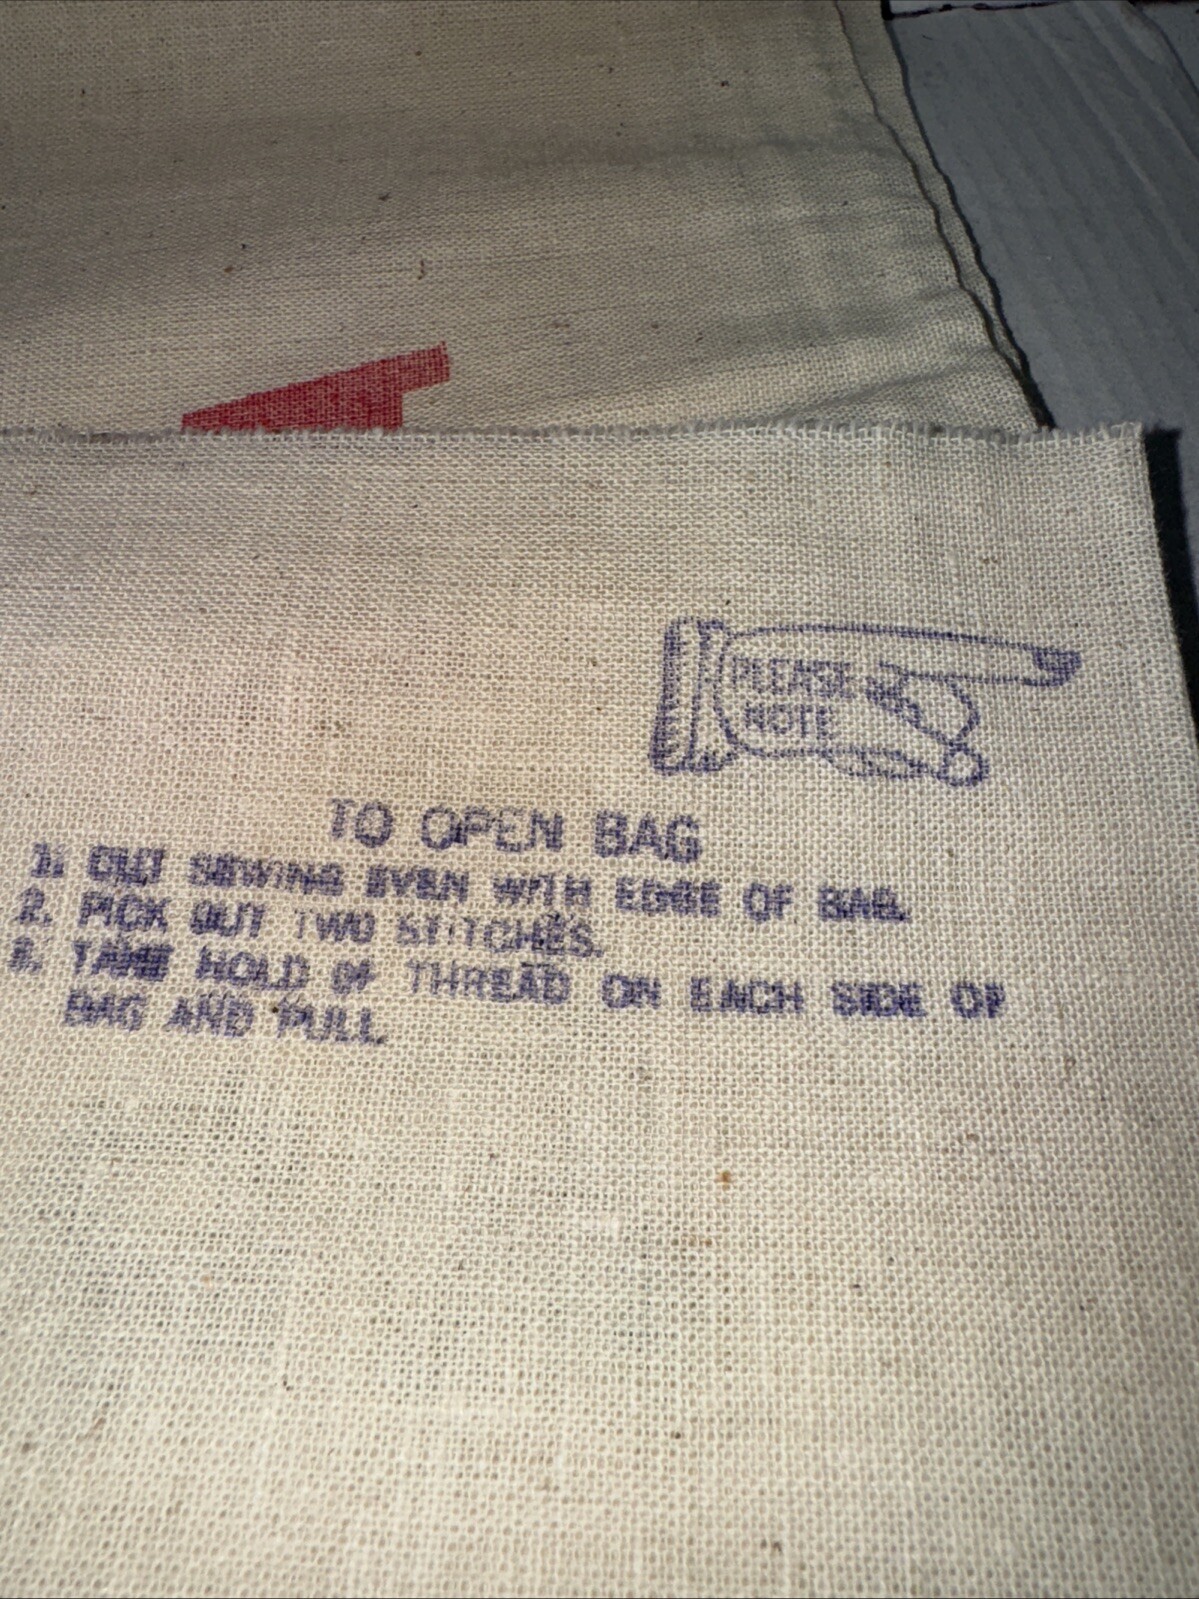 PLEASE
NOTE
TO OPEN BAG
1. CUT SEWING EVEN WITH EDGE OF BAG.
2. PICK OUT TWO STITCHES.
3. TAKE HOLD OF THREAD ON EACH SIDE OF
BAG AND PULL.